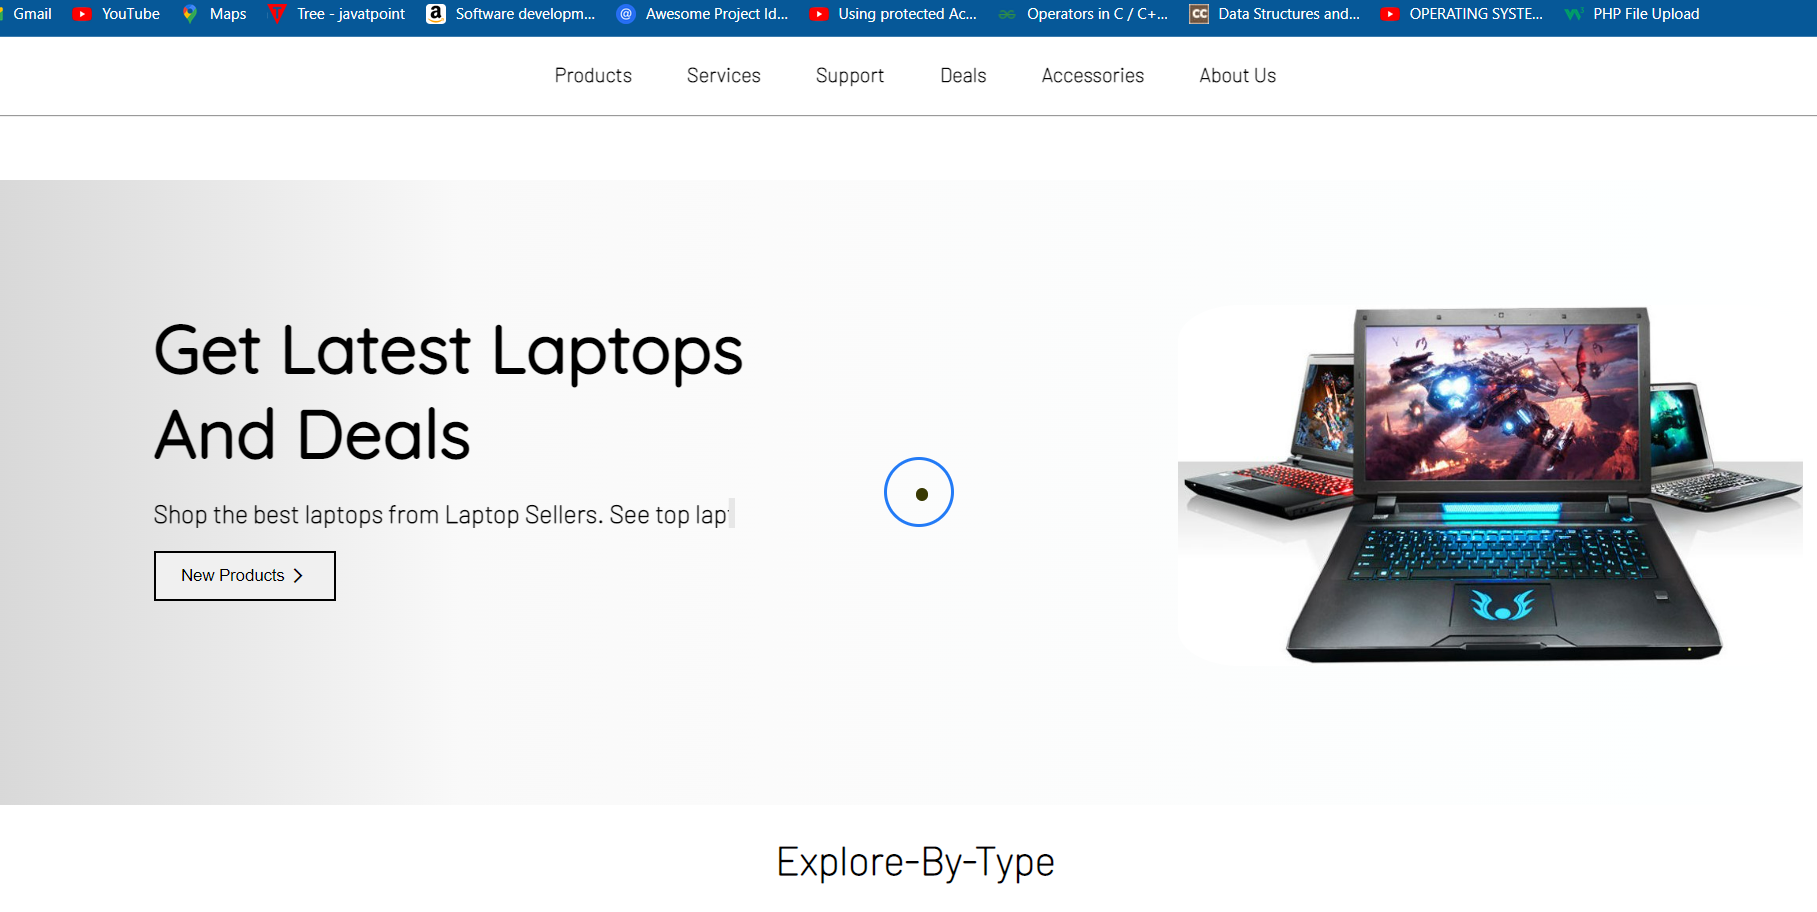 Gmail YouTube Maps Tree - javatpoint Software developm... Awesome Project Id... Using protected Ac... Operators in C / C+... Data Structures and... OPERATING SYSTE... PHP File Upload
Products Services Support Deals Accessories About Us
Get Latest Laptops
And Deals
Shop the best laptops from Laptop Sellers. See top lap
New Products
Explore-By-Type